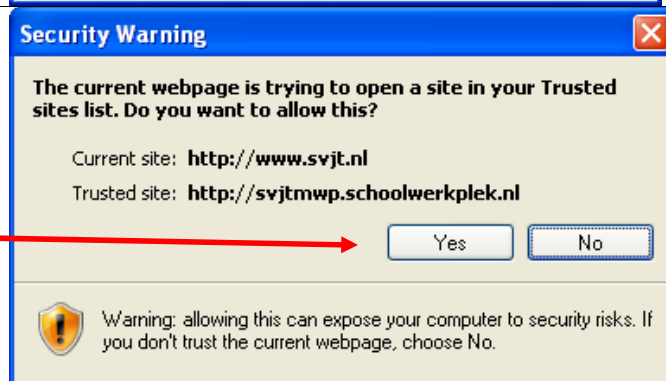 Security Warning
The current webpage is trying to open a site in your Trusted
sites list. Do you want to allow this?
Current site: http://www.svjt.nl
Trusted site: http://svjtmwp.schoolwerkplek.nl
Yes No
Warning: allowing this can expose your computer to security risks. If
you don't trust the current webpage, choose No.